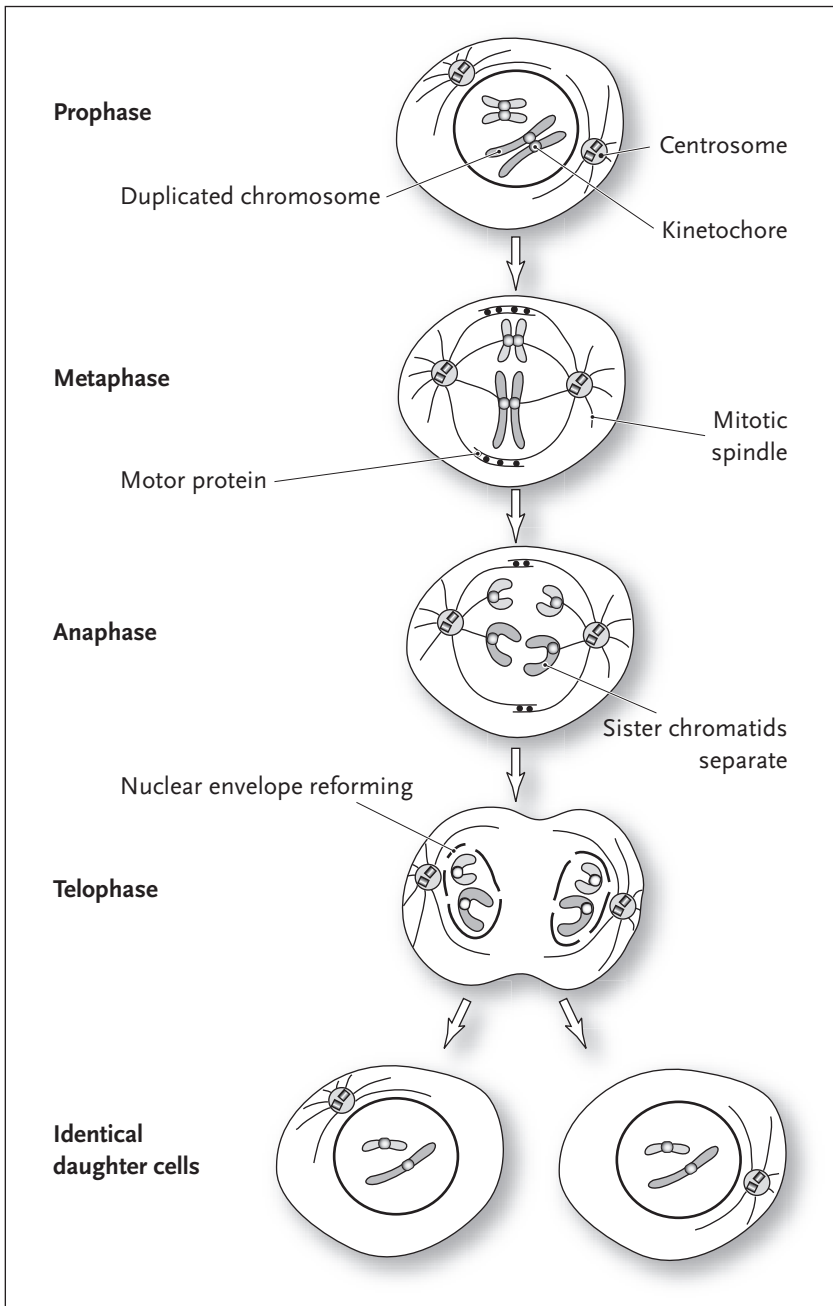 Prophase
Centrosome
Duplicated chromosome
Kinetochore
Metaphase
Mitotic
spindle
Motor protein
Anaphase
Sister chromatids
separate
Nuclear envelope reforming
Telophase
Identical
daughter cells